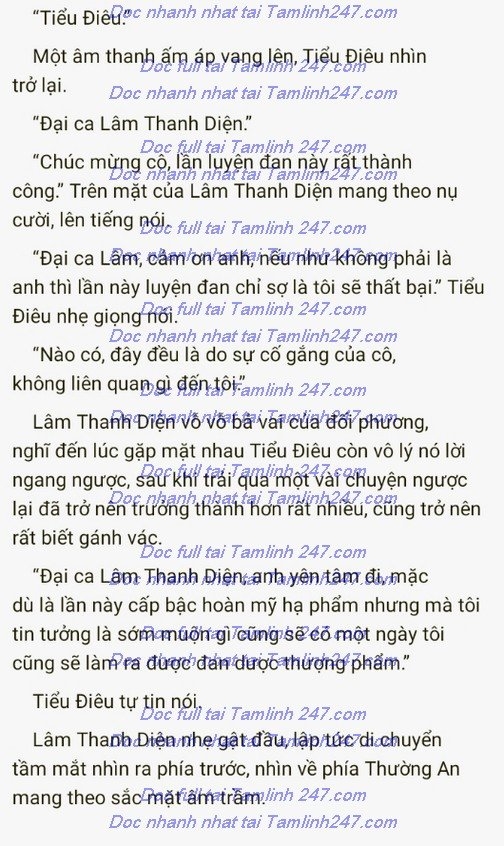 “Tiểu Điêu.”
Doc full tai Tamlinh247.com
Một âm thanh ấm áp vang lên, Tiểu Điêu nhìn
Doc full tai Tamlinh 247.com
trở lại.
Doc nhanh nhat tai Tamlinh247.com
“Đại ca Lâm Thanh Diện.”
Doc full tai Tamlinh 247.com
“Chúc mừng cô, lần luyện đan này rất thành
Doc nhanh nhat tai Tamlinh247.com
công.” Trên mặt của Lâm Thanh Diện mang theo nụ
cười, lên tiếng nói.
Doc full tai Tamlinh 247.com
“Đại ca Lâm, cảm ơn anh, nếu như không phải là
Doc nhanh nhat tai Tamlinh247.com
anh thì lần này luyện đan chỉ sợ là tôi sẽ thất bại.” Tiểu
Điêu nhẹ giọng nói.
Doc full tai Tamlinh 247.com
Doc nhanh nhat tai Tamlinh247.com
“Nào có, đây đều là do sự cố gắng của cô,
không liên quan gì đến tôi.”
Doc full tai Tamlinh 247.com
Lâm Thanh Diện vỗ vỗ bả vai của đối phương,
Doc nhanh nhat tai Tamlinh247.com
nghĩ đến lúc gặp mặt nhau Tiểu Điêu còn vô lý nó lời
Doc full tai Tamlinh 247.com
ngang ngược, sau khi trải qua một vài chuyện ngược
Doc nhanh nhat tai Tamlinh247.com
lại đã trở nên trưởng thành hơn rất nhiều, cũng trở nên
rất biết gánh vác.
Doc full tai Tamlinh 247.com
“Đại ca Lâm Thanh Diện, anh yên tâm đi, mặc
Doc nhanh nhat tai Tamlinh247.com
dù là lần này cấp bậc hoàn mỹ hạ phẩm nhưng mà tôi
tin tưởng là sớm muộn gì cũng sẽ có một ngày tôi
Doc full tai Tamlinh 247.com
cũng sẽ làm ra được đan dược thượng phẩm.”
Doc nhanh nhat tai Tamlinh247.com
Tiểu Điêu tự tin nói.
Doc full tai Tamlinh 247.com
Lâm Thanh Diện nhẹ gật đầu, lập tức di chuyển
Doc nhanh nhat tai Tamlinh247.com
tầm mắt nhìn ra phía trước, nhìn về phía Thường An
mang theo sắc mặt âm trầm.
Doc full tai Tamlinh 247.com
Doc nhanh nhat tai Tamlinh247.com